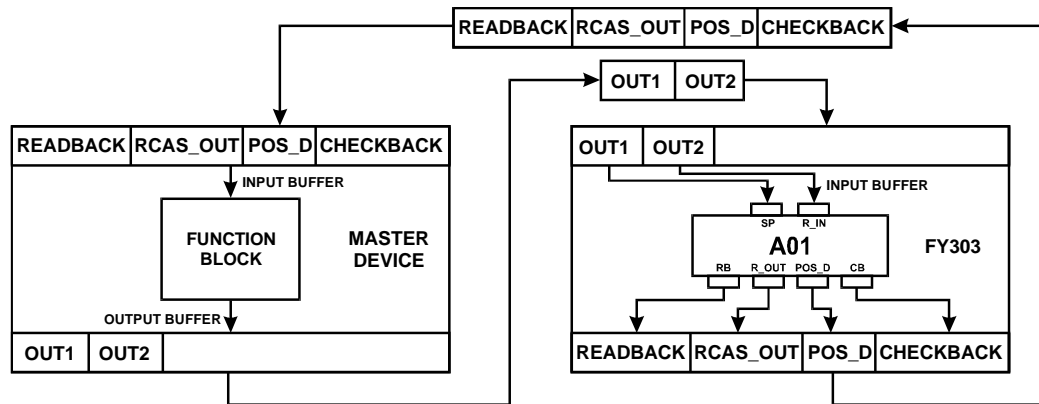 READBACK RCAS_OUT POS_D CHECKBACK
OUT1 OUT2
READBACK RCAS_OUT POS_D CHECKBACK
INPUT BUFFER
FUNCTION
BLOCK
MASTER
DEVICE
OUTPUT BUFFER
OUT1 OUT2
OUT1 OUT2
INPUT BUFFER
SP R_IN
A01
FY303
RB R_OUT POS_D CB
READBACK RCAS_OUT POS_D CHECKBACK